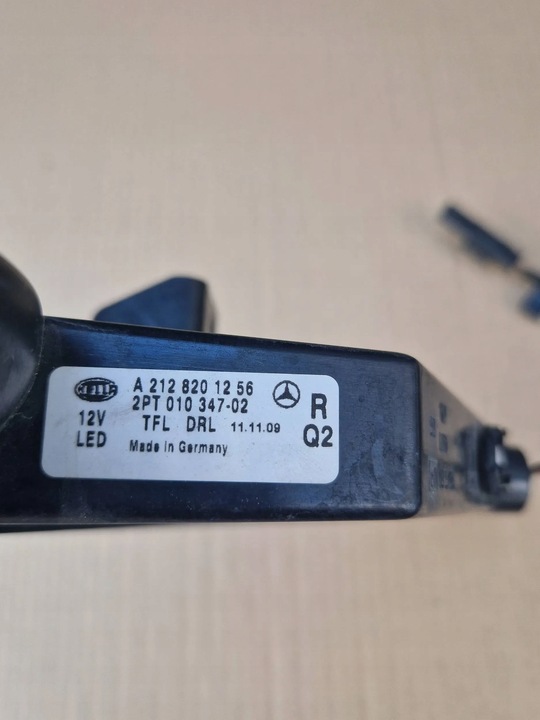 HELLA
A 212 820 12 56
2PT 010 347-02
12V TFL DRL 11.11.09
LED Made in Germany
R
Q2